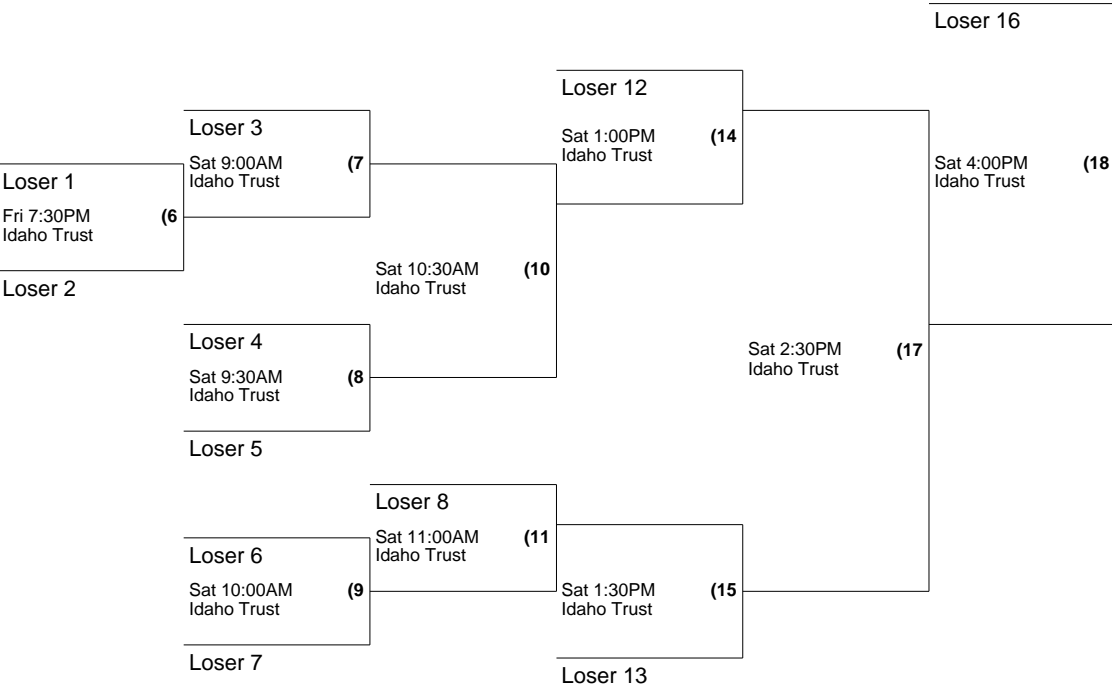 Loser 16
Loser 12
Sat 1:00PM (14
Idaho Trust
Loser 3
Sat 9:00AM (7
Idaho Trust
Sat 4:00PM (18
Idaho Trust
Loser 1
Fri 7:30PM (6
Idaho Trust
Loser 2
Sat 10:30AM (10
Idaho Trust
Loser 4
Sat 9:30AM (8
Idaho Trust
Loser 5
Sat 2:30PM (17
Idaho Trust
Loser 8
Sat 11:00AM (11
Idaho Trust
Loser 6
Sat 10:00AM (9
Idaho Trust
Loser 7
Sat 1:30PM (15
Idaho Trust
Loser 13